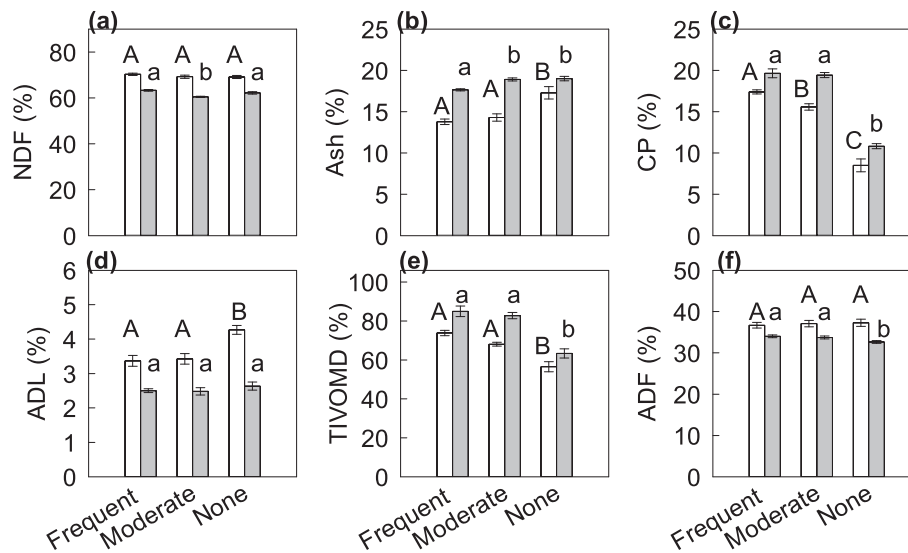 (a)
NDF (%)
80
60
40
20
0
A a A b A a
(b)
Ash (%)
25
20
15
10
5
0
A a A b B b
(c)
CP (%)
25
20
15
10
5
0
A a B a C b
(d)
ADL (%)
6
5
4
3
2
1
0
A a A a B a
Frequent
Moderate
None
(e)
TIVOMD (%)
100
80
60
40
20
0
A a A a B b
Frequent
Moderate
None
(f)
ADF (%)
50
40
30
20
10
0
A a A a A b
Frequent
Moderate
None